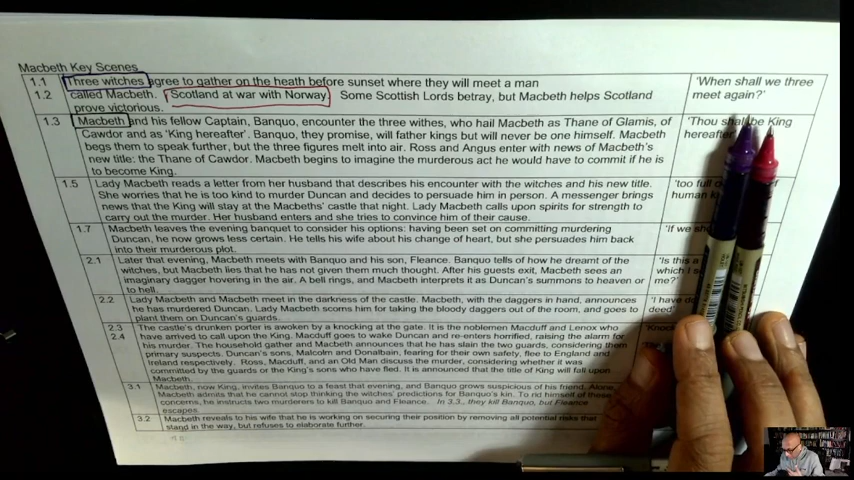 Macbeth Key Scenes
1.1 Three witches agree to gather on the heath before sunset where they will meet a man 'When shall we three
1.2 called Macbeth. Scotland at war with Norway. Some Scottish Lords betray, but Macbeth helps Scotland meet again?'
prove victorious.
1.3 Macbeth and his fellow Captain, Banquo, encounter the three withes, who hail Macbeth as Thane of Glamis, of 'Thou shall be King
Cawdor and as 'King hereafter'. Banquo, they promise, will father kings but will never be one himself. Macbeth hereafter'
begs them to speak further, but the three figures melt into air. Ross and Angus enter with news of Macbeth's
new title: the Thane of Cawdor. Macbeth begins to imagine the murderous act he would have to commit if he is
to become King.
1.5 Lady Macbeth reads a letter from her husband that describes his encounter with the witches and his new title. 'too full of
She worries that he is too kind to murder Duncan and decides to persuade him in person. A messenger brings human
news that the King will stay at the Macbeths' castle that night. Lady Macbeth calls upon spirits for strength to
carry out the murder. Her husband enters and she tries to convince him of their cause.
1.7 Macbeth leaves the evening banquet to consider his options: having been set on committing murdering 'If we
Duncan, he now grows less certain. He tells his wife about his change of heart, but she persuades him back
into their murderous plot.
2.1 Later that evening, Macbeth meets with Banquo and his son, Fleance. Banquo tells of how he dreamt of the 'Is this a
witches, but Macbeth lies that he has not given them much thought. After his guests exit, Macbeth sees an which I
imaginary dagger hovering in the air. A bell rings, and Macbeth interprets it as Duncan's summons to heaven or me?'
to hell.
2.2 Lady Macbeth and Macbeth meet in the darkness of the castle. Macbeth, with the daggers in hand, announces 'I have
he has murdered Duncan. Lady Macbeth scorns him for taking the bloody daggers out of the room, and goes to deed'
plant them on Duncan's guards.
2.3 The castle's drunken porter is awoken by a knocking at the gate. It is the noblemen Macduff and Lenox who
2.4 have arrived to call upon the King. Macduff goes to wake Duncan and re-enters horrified, raising the alarm for
his murder. The household gather and Macbeth announces that he has slain the two guards, considering them
primary suspects. Duncan's sons, Malcolm and Donalbain, fearing for their own safety, flee to England and
Ireland respectively. Ross, Macduff, and an Old Man discuss the murder, considering whether it was
committed by the guards or the King's sons who have fled. It is announced that the title of King will fall upon
Macbeth.
3.1 Macbeth, now King, invites Banquo to a feast that evening, and Banquo grows suspicious of his friend. Alone,
Macbeth admits that he cannot stop thinking the witches' predictions for Banquo's kin. To rid himself of these
concerns, he instructs two murderers to kill Banquo and Fleance. In 3.3, they kill Banquo, but Fleance
escapes.
3.2 Macbeth reveals to his wife that he is working on securing their position by removing all potential risks that
stand in the way, but refuses to elaborate further.